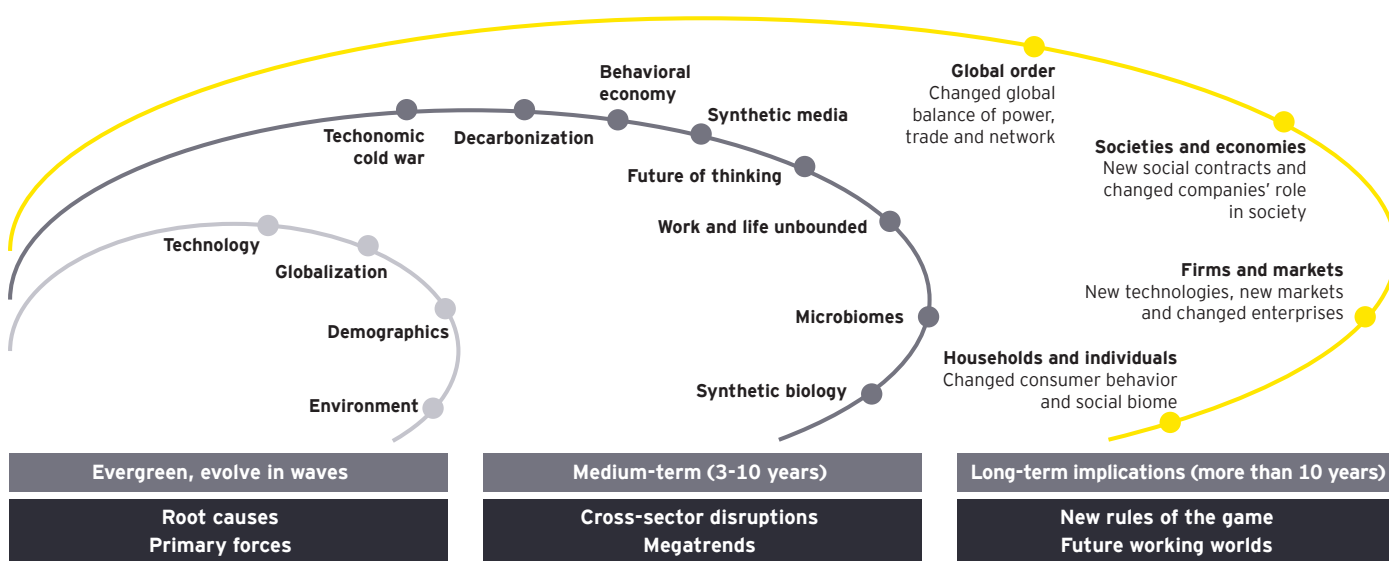 Behavioral
economy
Synthetic media
Techonomic
cold war
Decarbonization
Future of thinking
Work and life unbounded
Microbiomes
Synthetic biology
Technology
Globalization
Demographics
Environment
Global order
Changed global
balance of power,
trade and network
Societies and economies
New social contracts and
changed companies’ role
in society
Firms and markets
New technologies, new markets
and changed enterprises
Households and individuals
Changed consumer behavior
and social biome
Evergreen, evolve in waves
Root causes
Primary forces
Medium-term (3-10 years)
Cross-sector disruptions
Megatrends
Long-term implications (more than 10 years)
New rules of the game
Future working worlds